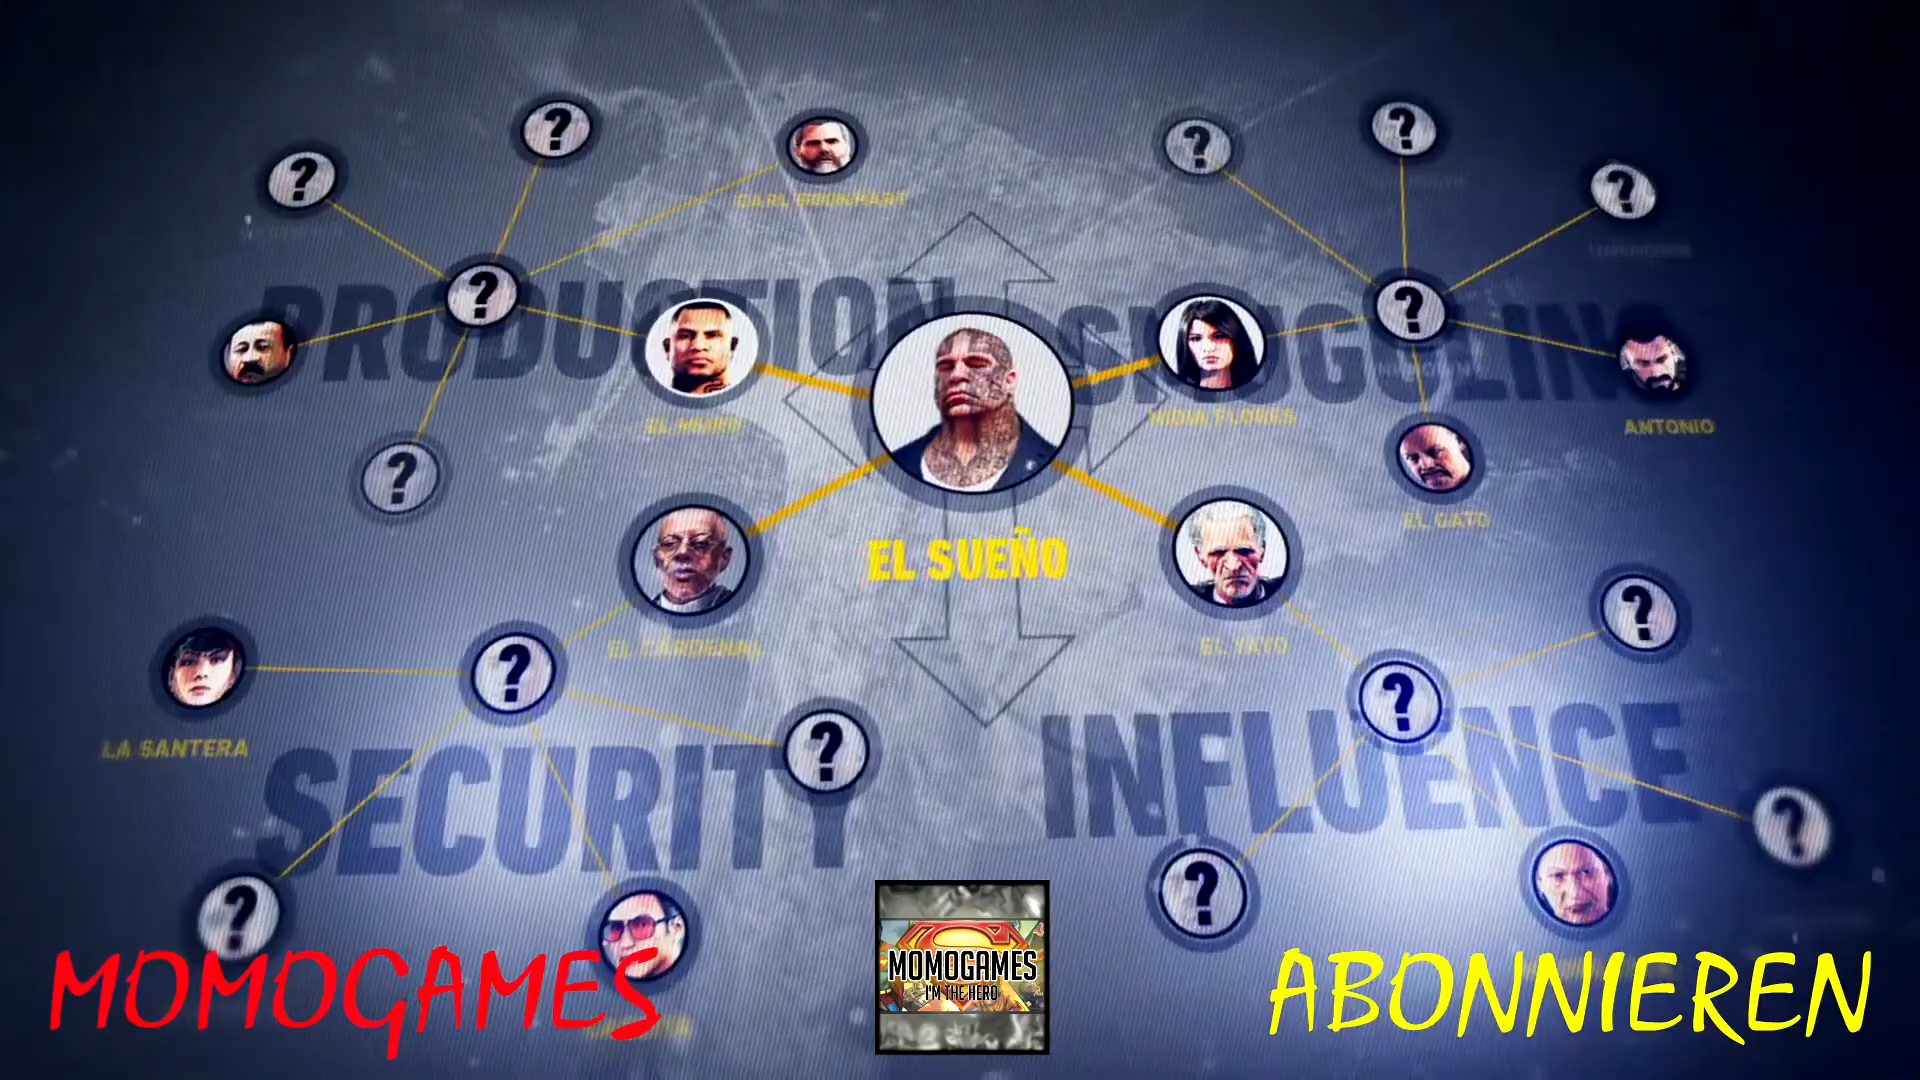 CARL BOOKHART
PRODUCTION
SMUGGLING
EL MURO
NIDIA FLORES
ANTONIO
EL GATO
EL SUEÑO
EL CARDENAL
EL YAYO
LA SANTERA
SECURITY
INFLUENCE
MOMOGAMES
MOMOGAMES
I'M THE HERO
ABONNIEREN